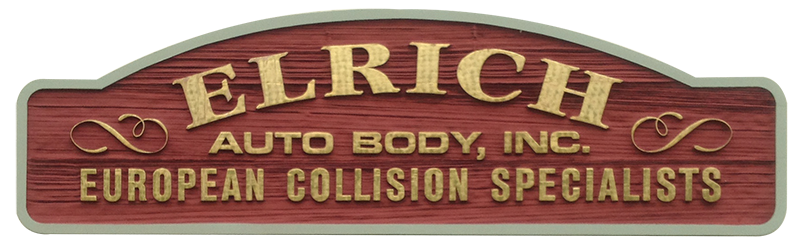 ELRICH
AUTO BODY, INC.
EUROPEAN COLLISION SPECIALISTS